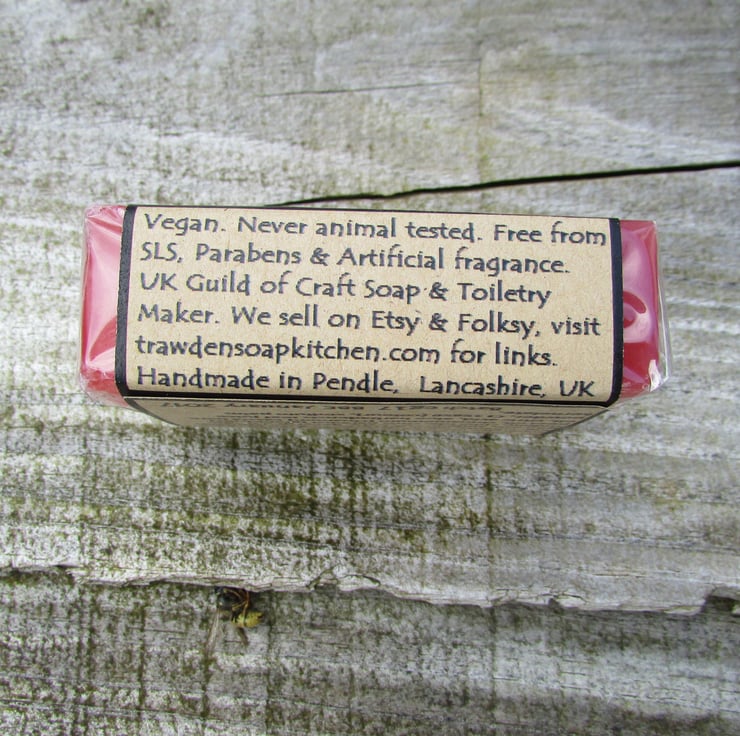 Vegan. Never animal tested. Free from
SLS, Parabens & Artificial fragrance.
UK Guild of Craft Soap & Toiletry
Maker. We sell on Etsy & Folksy, visit
trawdensoapkitchen.com for links.
Handmade in Pendle, Lancashire, UK